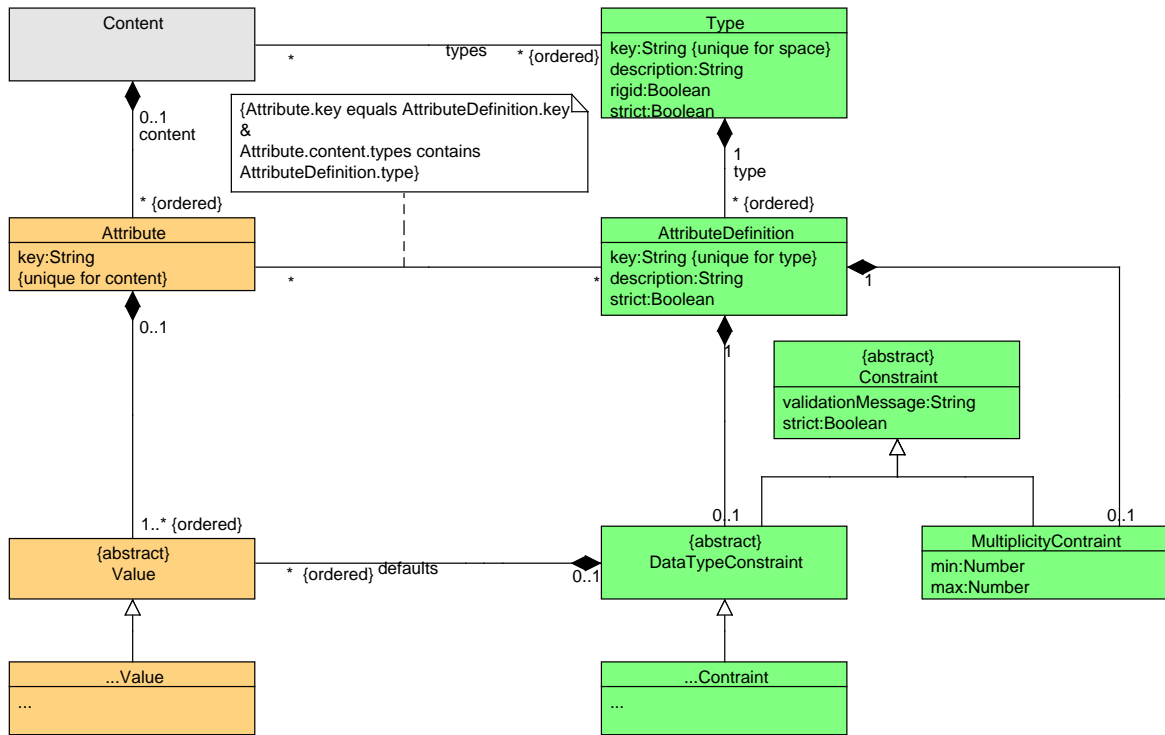 Content
Type
key:String {unique for space}
description:String
rigid:Boolean
strict:Boolean
types
*
* {ordered}
0..1
content
{Attribute.key equals AttributeDefinition.key
&
Attribute.content.types contains
AttributeDefinition.type}
1
type
* {ordered}
* {ordered}
Attribute
key:String
{unique for content}
AttributeDefinition
key:String {unique for type}
description:String
strict:Boolean
*
*
1
0..1
1
{abstract}
Constraint
validationMessage:String
strict:Boolean
1..* {ordered}
0..1
0..1
{abstract}
Value
* {ordered}
defaults
0..1
{abstract}
DataTypeConstraint
MultiplicityContraint
min:Number
max:Number
...Value
...
...Contraint
...